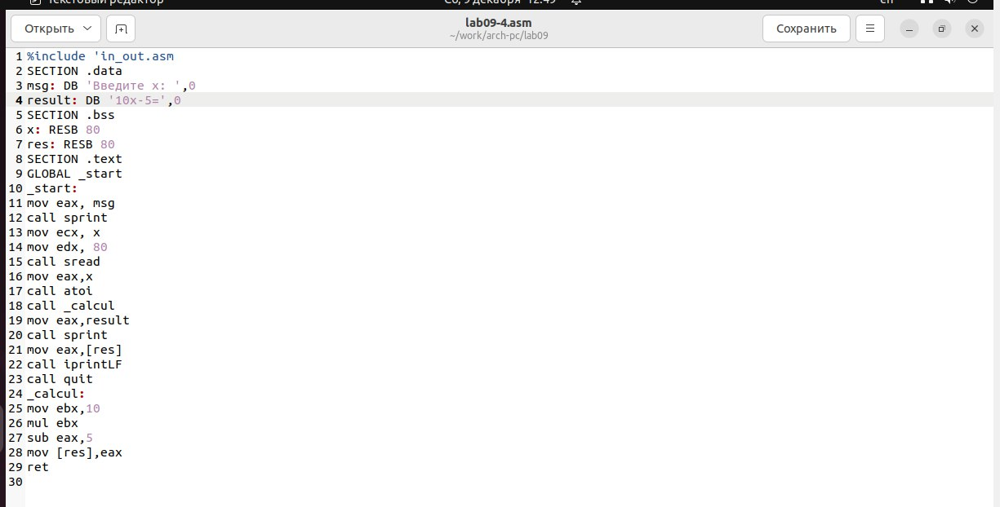 Текстовый редактор Сб, 9 декабря 12:49 en
Открыть lab09-4.asm Сохранить
~/work/arch-pc/lab09
1 %include 'in_out.asm
2 SECTION .data
3 msg: DB 'Введите x: ',0
4 result: DB '10x-5=',0
5 SECTION .bss
6 x: RESB 80
7 res: RESB 80
8 SECTION .text
9 GLOBAL _start
10 _start:
11 mov eax, msg
12 call sprint
13 mov ecx, x
14 mov edx, 80
15 call sread
16 mov eax,x
17 call atoi
18 call _calcul
19 mov eax,result
20 call sprint
21 mov eax,[res]
22 call iprintLF
23 call quit
24 _calcul:
25 mov ebx,10
26 mul ebx
27 sub eax,5
28 mov [res],eax
29 ret
30